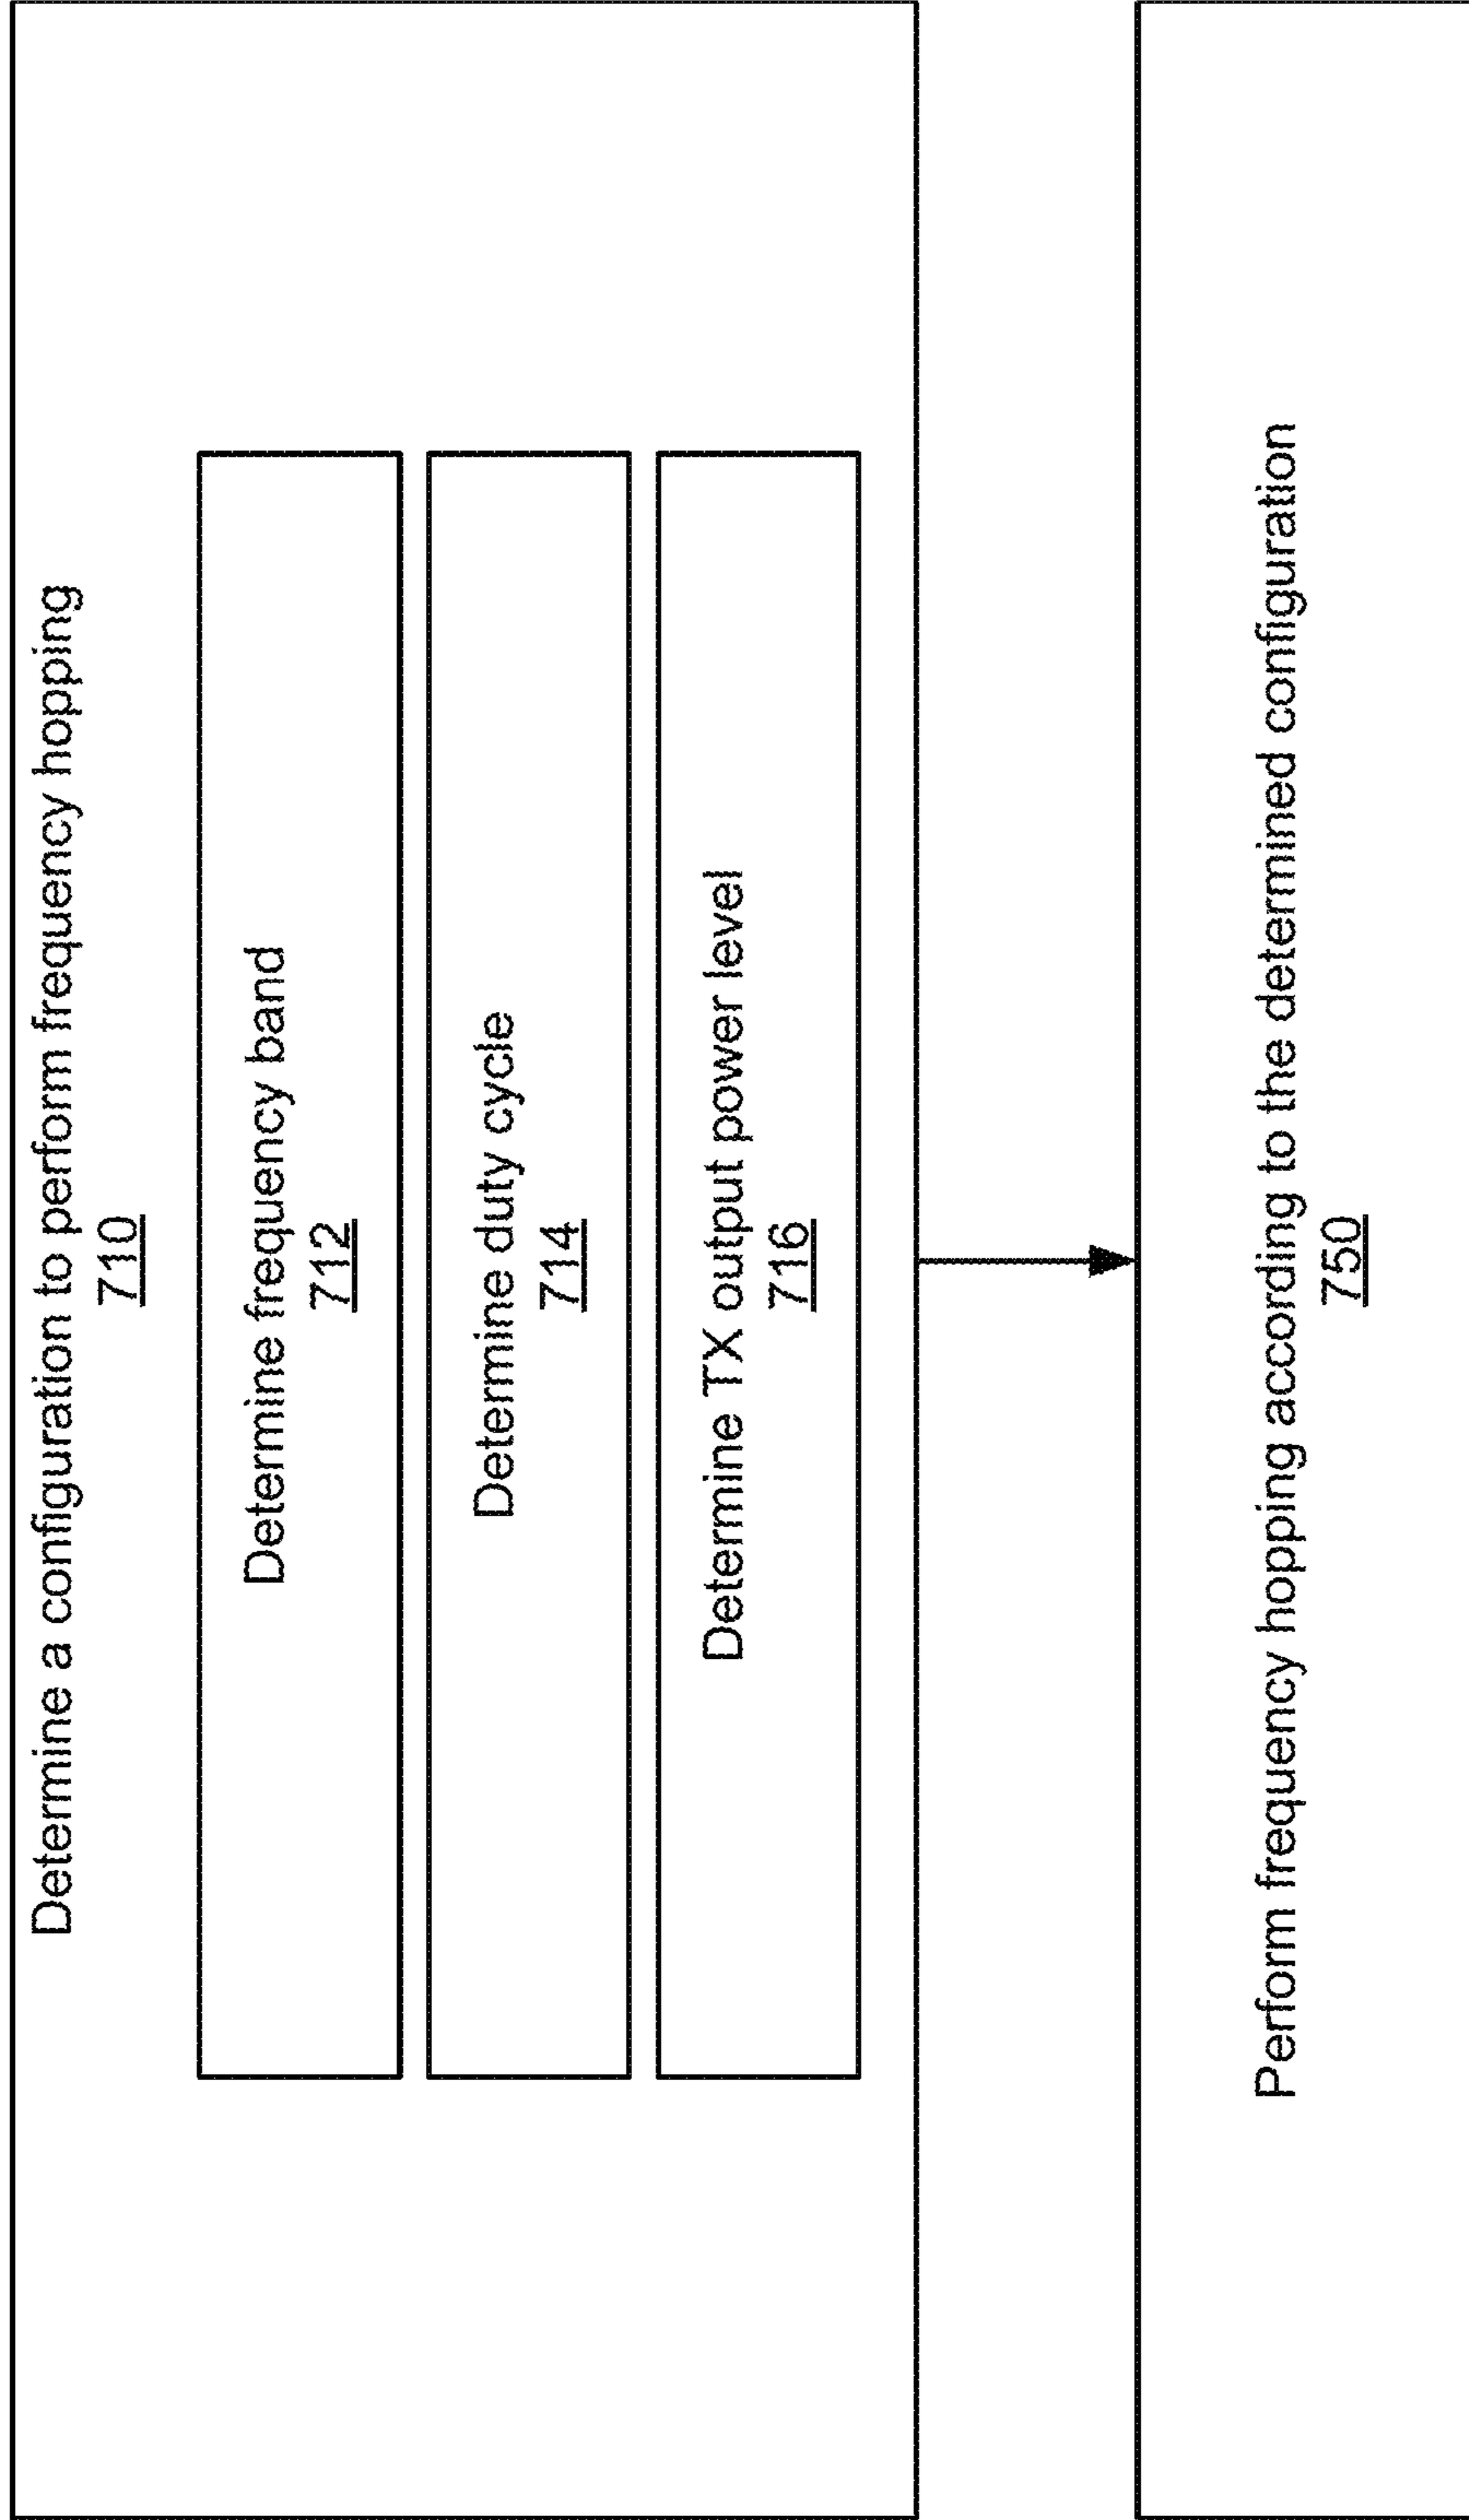 Determine a configuration to perform frequency hopping
710
Determine frequency band
712
Determine duty cycle
714
Determine TX output power level
716
Perform frequency hopping according to the determined configuration
750